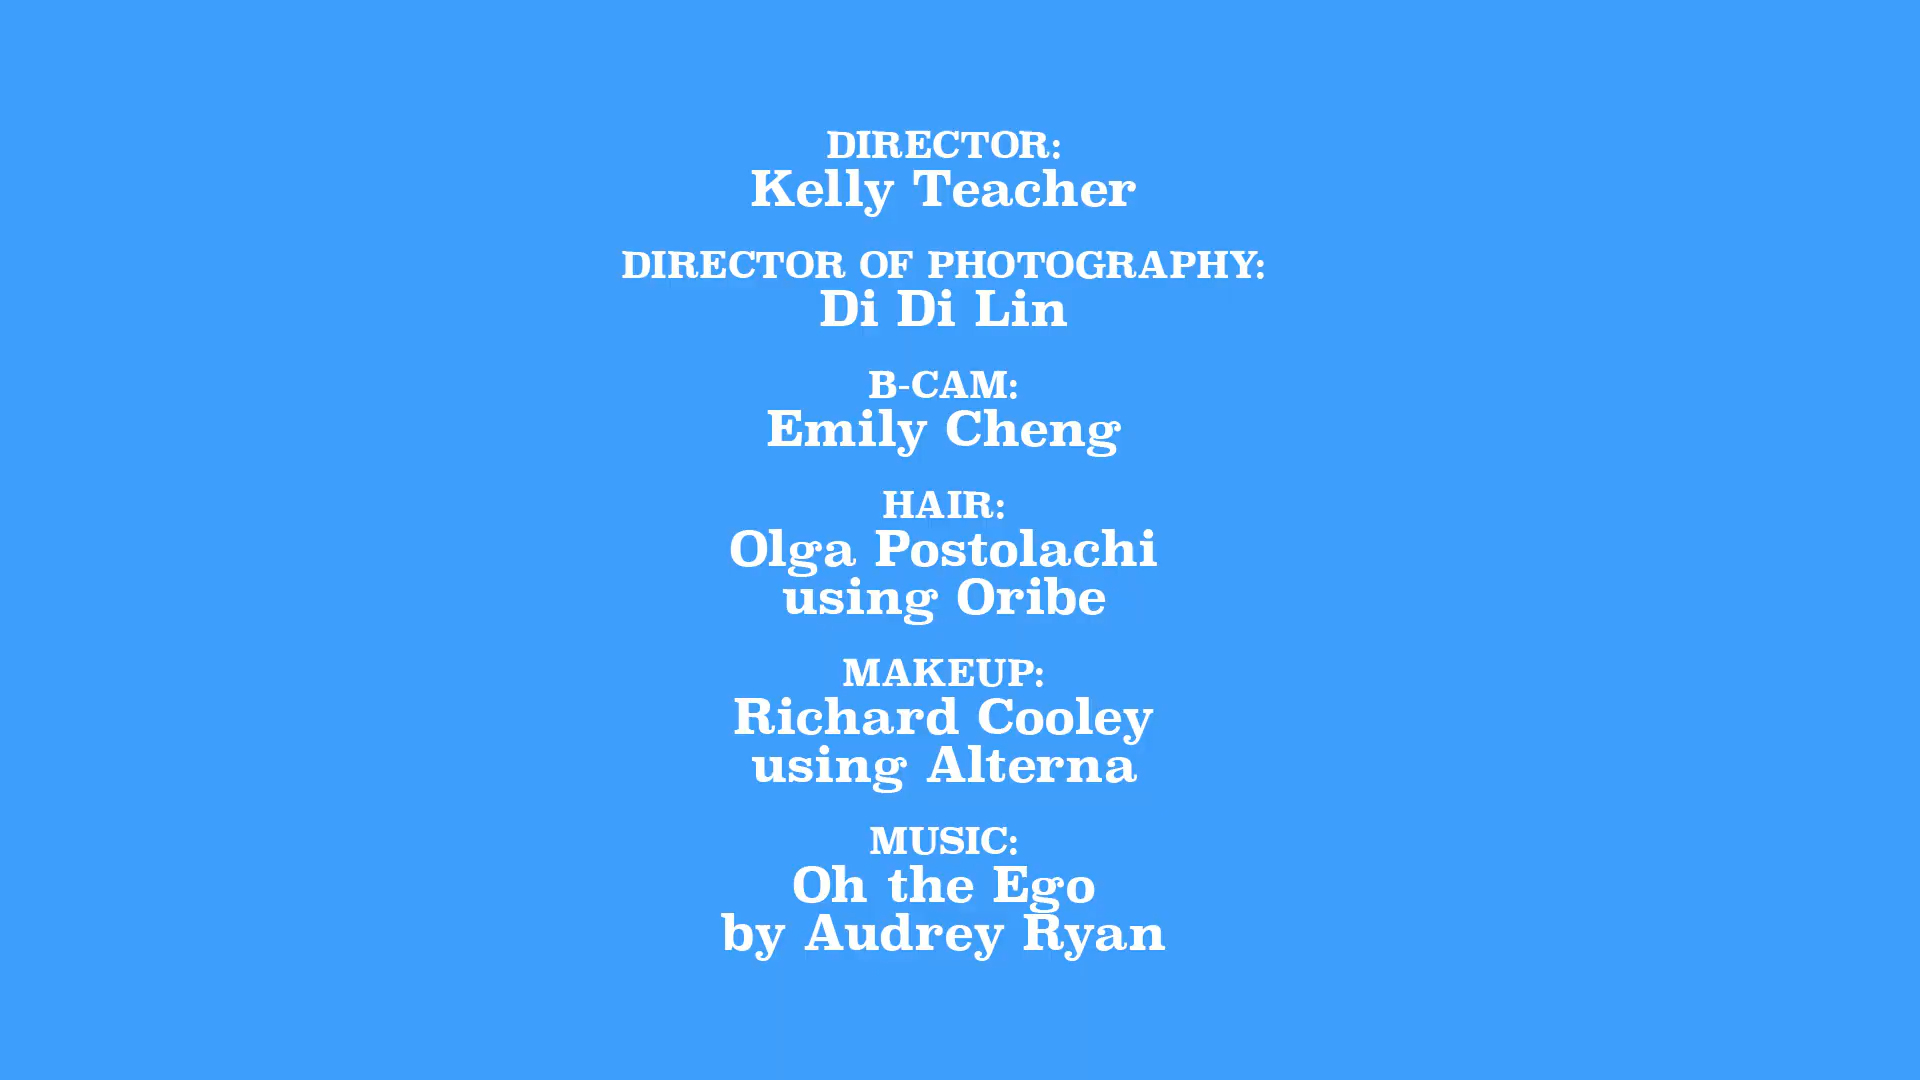 DIRECTOR:
Kelly Teacher
DIRECTOR OF PHOTOGRAPHY:
Di Di Lin
B-CAM:
Emily Cheng
HAIR:
Olga Postolachi
using Oribe
MAKEUP:
Richard Cooley
using Alterna
MUSIC:
Oh the Ego
by Audrey Ryan